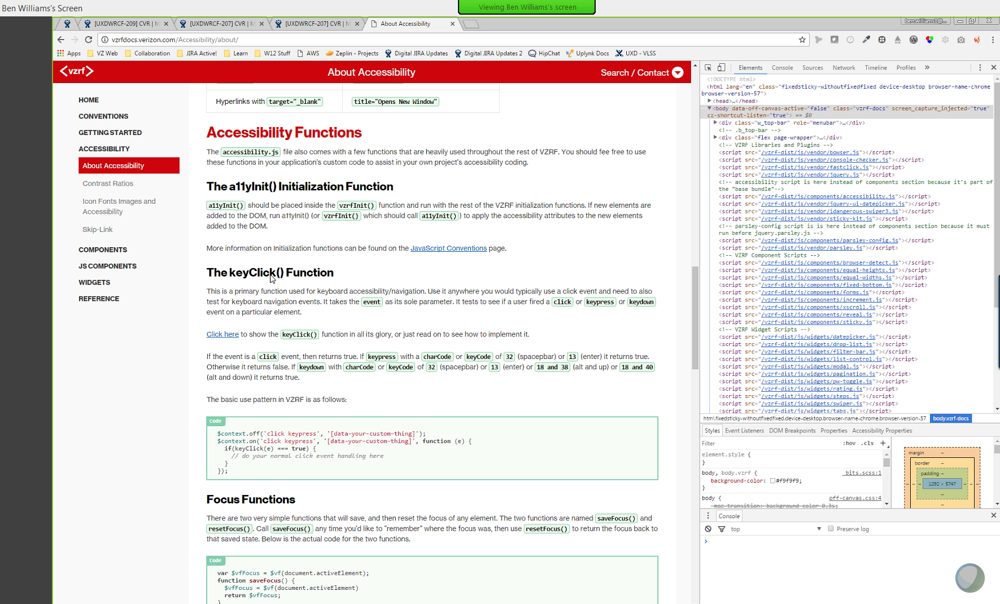 Ben Williams's Screen
Viewing Ben Williams's screen
[UXDWRCF-209] CVR | M
[UXDWRCF-207] CVR | M
[UXDWRCF-207] CVR | M
About Accessibility
vzrfdocs.verizon.com/Accessibility/about/
Apps VZ Web Collaboration JIRA Active! Learn W12 Stuff AWS Zeplin - Projects Digital JIRA Updates Digital JIRA Updates 2 HipChat Uplynk Docs UXD - VLSS
<vzrf>
About Accessibility
Search / Contact
HOME
CONVENTIONS
GETTING STARTED
ACCESSIBILITY
About Accessibility
Contrast Ratios
Icon Fonts Images and
Accessibility
Skip-Link
COMPONENTS
JS COMPONENTS
WIDGETS
REFERENCE
Hyperlinks with target="_blank" title="Opens New Window"
Accessibility Functions
The accessibility.js file also comes with a few functions that are heavily used throughout the rest of VZRF. You should fee free to use
these functions in your application's custom code to assist in your own project's accessibility coding.
The a11yInit() Initialization Function
a11yInit() should be placed inside the vzrfInit() function and run with the rest of the VZRF initialization functions. If new elements are
added to the DOM, run a11yInit() (or vzrfInit() which should call a11yInit() ) to apply the accessibility attributes to the new elements
added to the DOM.
More information on Initialization functions can be found on the JavaScript Conventions page.
The keyClick() Function
This is a primary function used for keyboard accessibility/navigation. Use it anywhere you would typically use a click event and need to also
test for keyboard navigation events. It takes the event as its sole parameter. It tests to see if a user fired a click or keypress or keydown
event on a particular element.
Click here to show the keyClick() function in all its glory, or just read on to see how to implement it.
If the event is a click event, then returns true. If keypress with a charCode or keyCode of 32 (spacepbar) or 13 (enter) it returns true.
Otherwise it returns false. If keydown with charCode or keyCode of 32 (spacepbar) or 13 (enter) or 18 and 38 (alt and up) or 18 and 40
(alt and down) it returns true.
The basic use pattern in VZRF is as follows:
Code
$context.off('click keypress', '[data-your-custom-thing]');
$context.on('click keypress', '[data-your-custom-thing]', function (e) {
if(keyClick(e) === true) {
// do your normal click event handling here
}
});
Focus Functions
There are two very simple functions that will save, and then reset the focus of any element. The two functions are named saveFocus() and
resetFocus() . Call saveFocus() any time you'd like to "remember" where the focus was, then use resetFocus() to return the focus back to
that saved state. Below is the actual code for the two functions.
Code
var $vfFocus = $vf(document.activeElement);
function saveFocus() {
$vfFocus = $vf(document.activeElement)
return $vfFocus;
}
Elements Console Sources Network Timeline Profiles »
<!DOCTYPE html>
<html lang="en" class="fixedsticky-withoutfixedfixed device-desktop browser-name-chrome
browser-version-57">
<head>…</head>
<body data-off-canvas-active="false" class="vzrf-docs" screen_capture_injected="true"
cz-shortcut-listen="true"> == $0
<div class="w_top-bar" role="menubar">…</div>
<!-- .b_top-bar -->
<div class="flex page-wrapper">…</div>
<!-- VZRF Libraries and Plugins -->
<script src="/vzrf-dist/js/vendor/bowser.js"></script>
<script src="/vzrf-dist/js/vendor/console-checker.js"></script>
<script src="/vzrf-dist/js/vendor/fastclick.js"></script>
<script src="/vzrf-dist/js/vendor/jquery.js"></script>
<!-- accessibility script is here instead of components section because it's part of
the "base bundle"-->
<script src="/vzrf-dist/js/components/accessibility.js"></script>
<script src="/vzrf-dist/js/vendor/jquery-ui-datepicker.js"></script>
<script src="/vzrf-dist/js/vendor/idangerous-swiper3.js"></script>
<script src="/vzrf-dist/js/vendor/sticky-kit.js"></script>
<!-- parsley-config script is is here instead of components section because it must
run before jquery.parsley.js -->
<script src="/vzrf-dist/js/components/parsley-config.js"></script>
<script src="/vzrf-dist/js/vendor/parsley.js"></script>
<!-- VZRF Component Scripts -->
<script src="/vzrf-dist/js/components/browser-detect.js"></script>
<script src="/vzrf-dist/js/components/equal-heights.js"></script>
<script src="/vzrf-dist/js/components/equal-widths.js"></script>
<script src="/vzrf-dist/js/components/fixed-bottom.js"></script>
<script src="/vzrf-dist/js/components/forms.js"></script>
<script src="/vzrf-dist/js/components/increment.js"></script>
<script src="/vzrf-dist/js/components/xscroll.js"></script>
<script src="/vzrf-dist/js/components/reveal.js"></script>
<script src="/vzrf-dist/js/components/sticky.js"></script>
<!-- VZRF Widget Scripts -->
<script src="/vzrf-dist/js/widgets/datepicker.js"></script>
<script src="/vzrf-dist/js/widgets/drop-list.js"></script>
<script src="/vzrf-dist/js/widgets/filter-bar.js"></script>
<script src="/vzrf-dist/js/widgets/list-control.js"></script>
<script src="/vzrf-dist/js/widgets/modal.js"></script>
<script src="/vzrf-dist/js/widgets/pagination.js"></script>
<script src="/vzrf-dist/js/widgets/pw-toggle.js"></script>
<script src="/vzrf-dist/js/widgets/rating.js"></script>
<script src="/vzrf-dist/js/widgets/steps.js"></script>
<script src="/vzrf-dist/js/widgets/swiper.js"></script>
<script src="/vzrf-dist/js/widgets/tabs.js"></script>
html.fixedsticky-withoutfixedfixed.device-desktop.browser-name-chrome.browser-version-57 body.vzrf-docs
Styles Event Listeners DOM Breakpoints Properties Accessibility Properties
Filter :hov .cls +
element.style {
}
body, body.vzrf { _bits.scss:1
background-color: #f9f9f9;
}
body { off-canvas.css:4
-moz-transition: background-color 0.3s;
margin –
border –
padding –
1292 × 5747
Console
top Preserve log